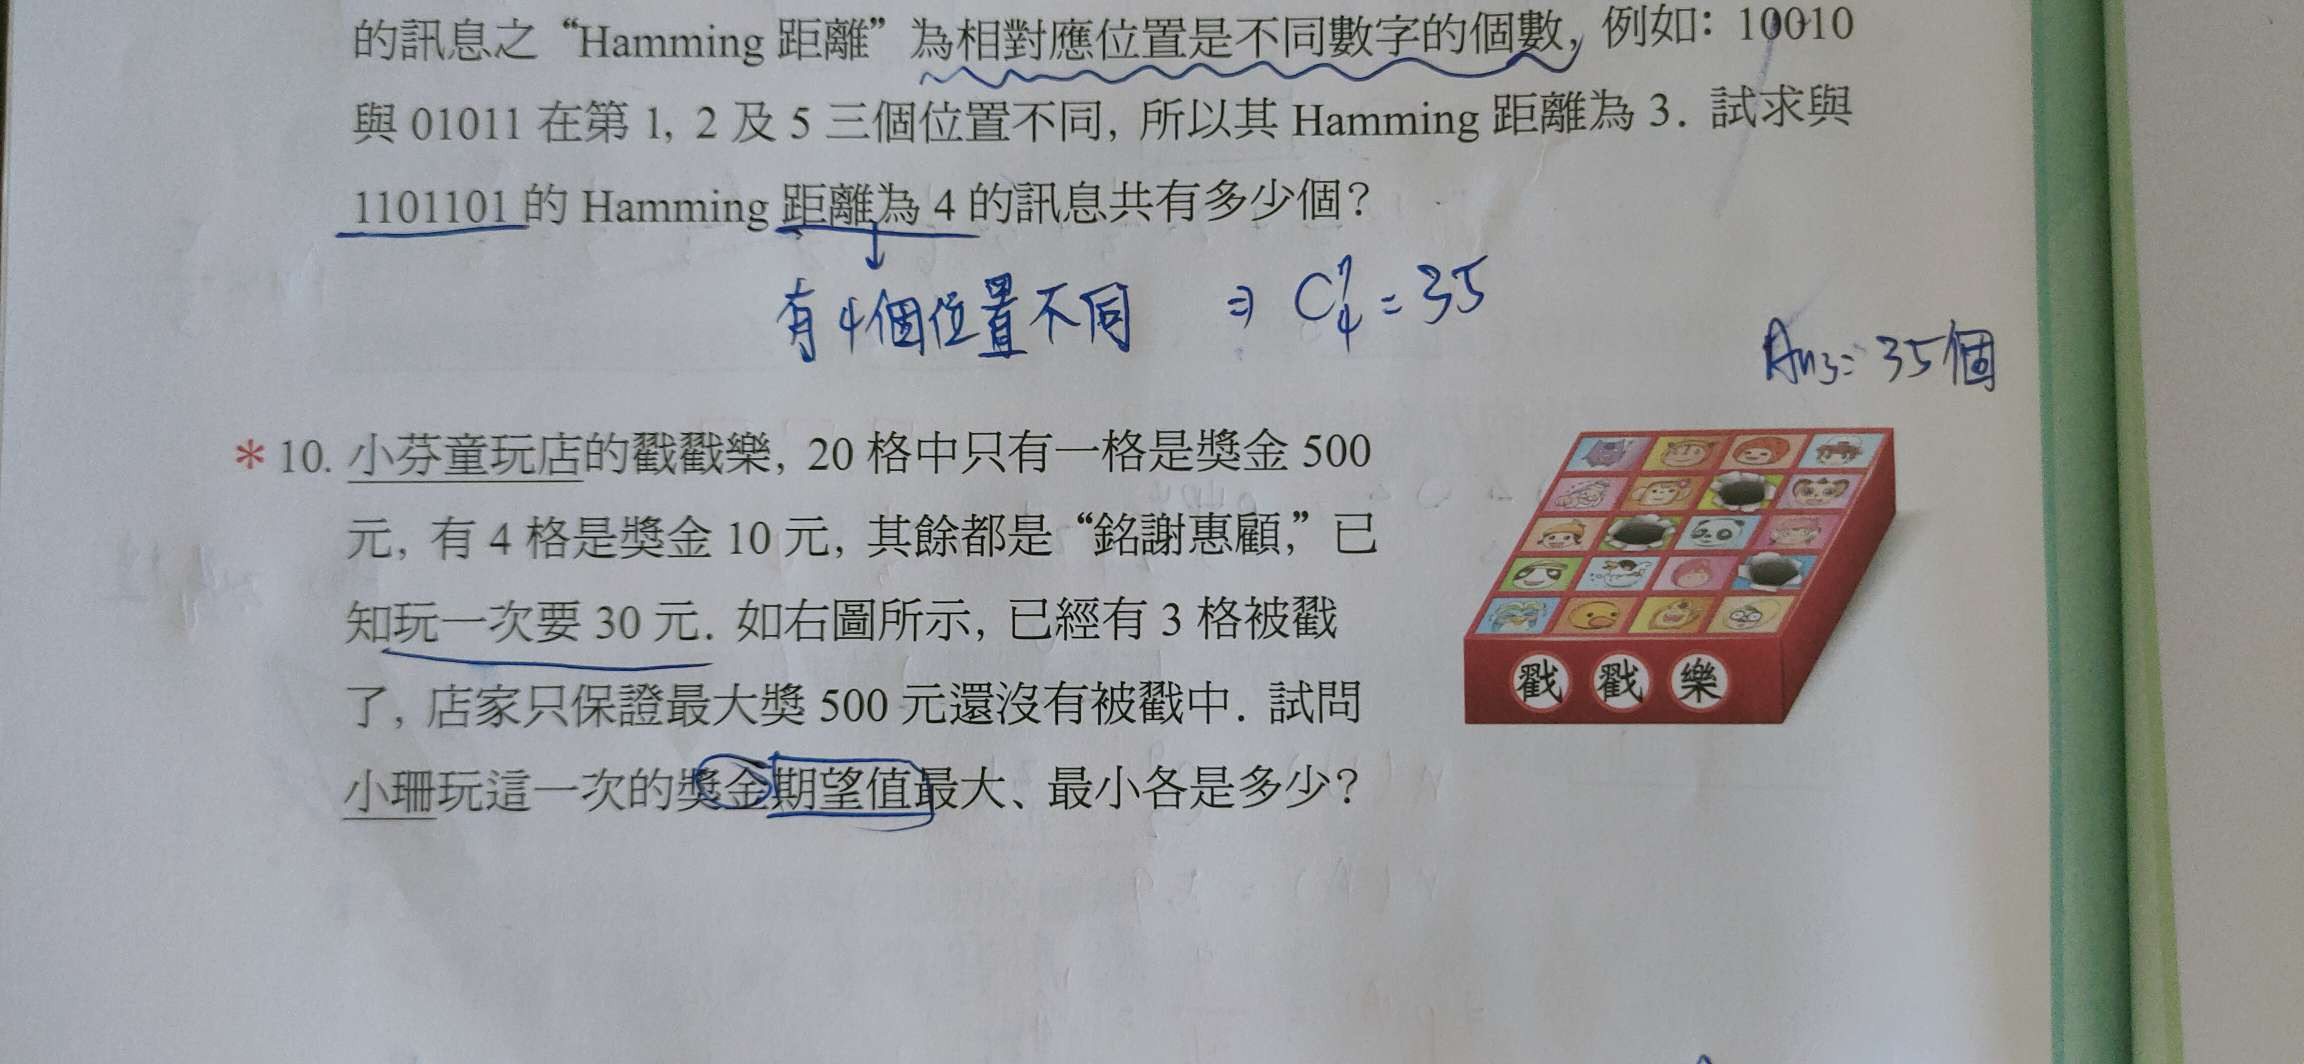 的訊息之“Hamming 距離”為相對應位置是不同數字的個數, 例如: 10010
與 01011 在第 1, 2 及 5 三個位置不同, 所以其 Hamming 距離為 3. 試求與
1101101 的 Hamming 距離為 4 的訊息共有多少個?
有4個位置不同 ⇒ C⁷₄ = 35
Ans: 35個
*10. 小芬童玩店的戳戳樂, 20 格中只有一格是獎金 500
元, 有 4 格是獎金 10 元, 其餘都是“銘謝惠顧,”已
知玩一次要 30 元. 如右圖所示, 已經有 3 格被戳
了, 店家只保證最大獎 500 元還沒有被戳中. 試問
小珊玩這一次的獎金期望值最大、最小各是多少?
戳戳樂